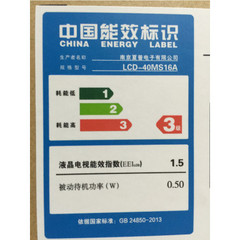 中国能效标识
CHINA ENERGY LABEL
生产者名称 南京夏普电子有限公司
规格型号 LCD-40MS16A
耗能低 1
2
耗能高 3 3级
液晶电视能效指数(EEILCD) 1.5
被动待机功率(W) 0.50
依据国家标准: GB 24850-2013